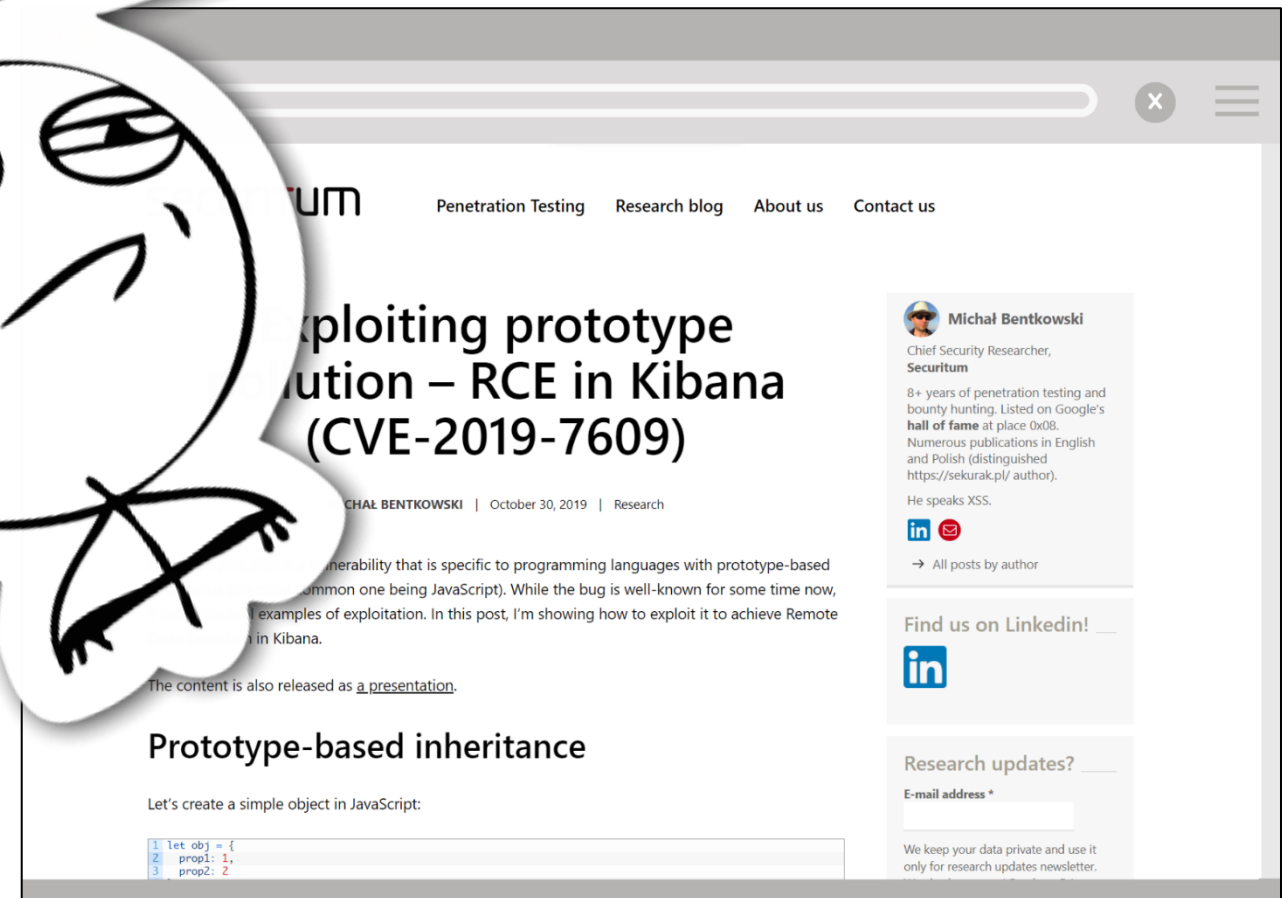 UM
Penetration Testing Research blog About us Contact us
xploiting prototype
ution – RCE in Kibana
(CVE-2019-7609)
CHAŁ BENTKOWSKI | October 30, 2019 | Research
nerability that is specific to programming languages with prototype-based
mmon one being JavaScript). While the bug is well-known for some time now,
examples of exploitation. In this post, I'm showing how to exploit it to achieve Remote
in Kibana.
The content is also released as a presentation.
Prototype-based inheritance
Let's create a simple object in JavaScript:
1 let obj = {
2 prop1: 1,
3 prop2: 2
Michał Bentkowski
Chief Security Researcher,
Securitum
8+ years of penetration testing and
bounty hunting. Listed on Google's
hall of fame at place 0x08.
Numerous publications in English
and Polish (distinguished
https://sekurak.pl/ author).
He speaks XSS.
in
→ All posts by author
Find us on Linkedin!
in
Research updates?
E-mail address *
We keep your data private and use it
only for research updates newsletter.